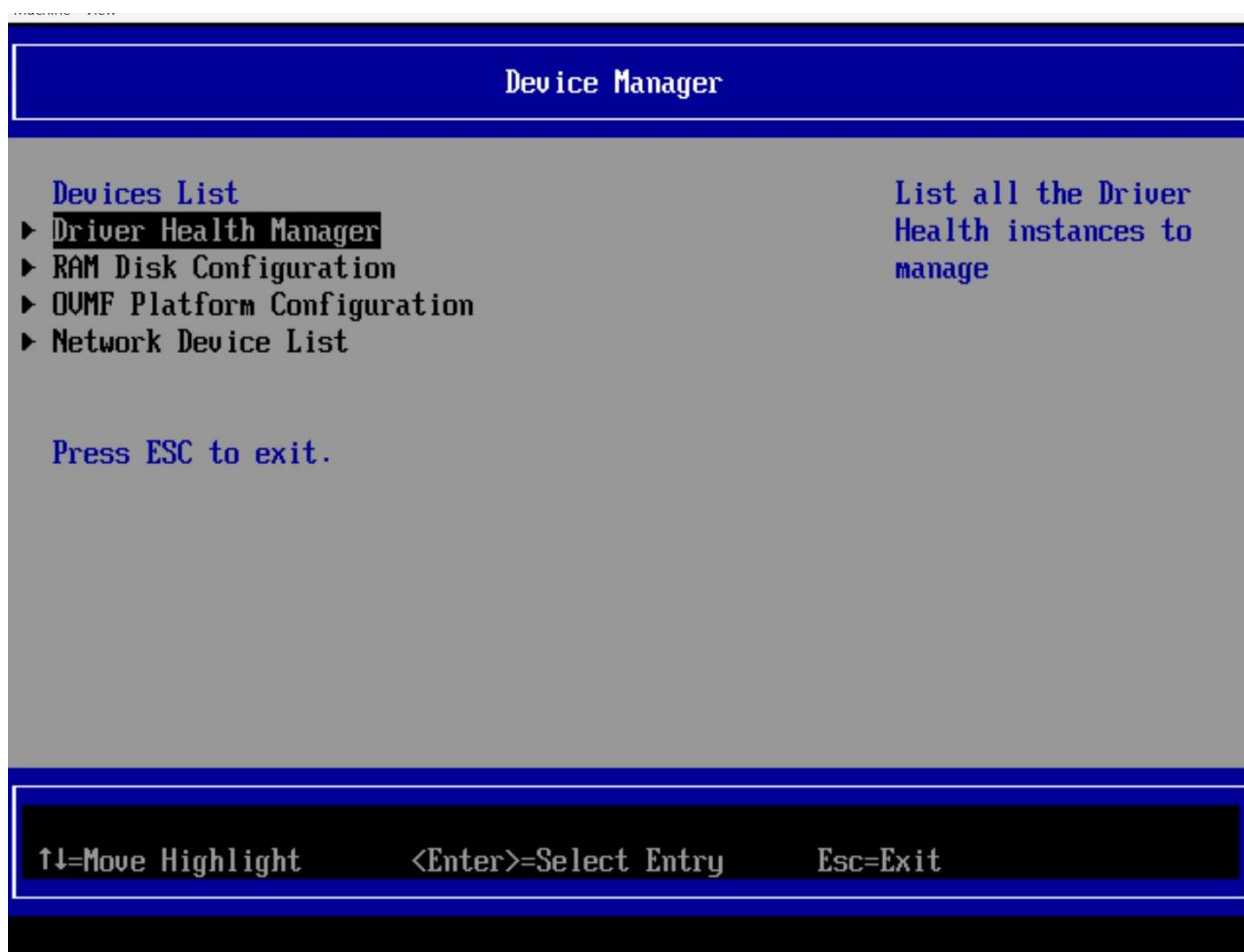 Device Manager
Devices List
Driver Health Manager
RAM Disk Configuration
OVMF Platform Configuration
Network Device List
Press ESC to exit.
List all the Driver
Health instances to
manage
↑↓=Move Highlight <Enter>=Select Entry Esc=Exit